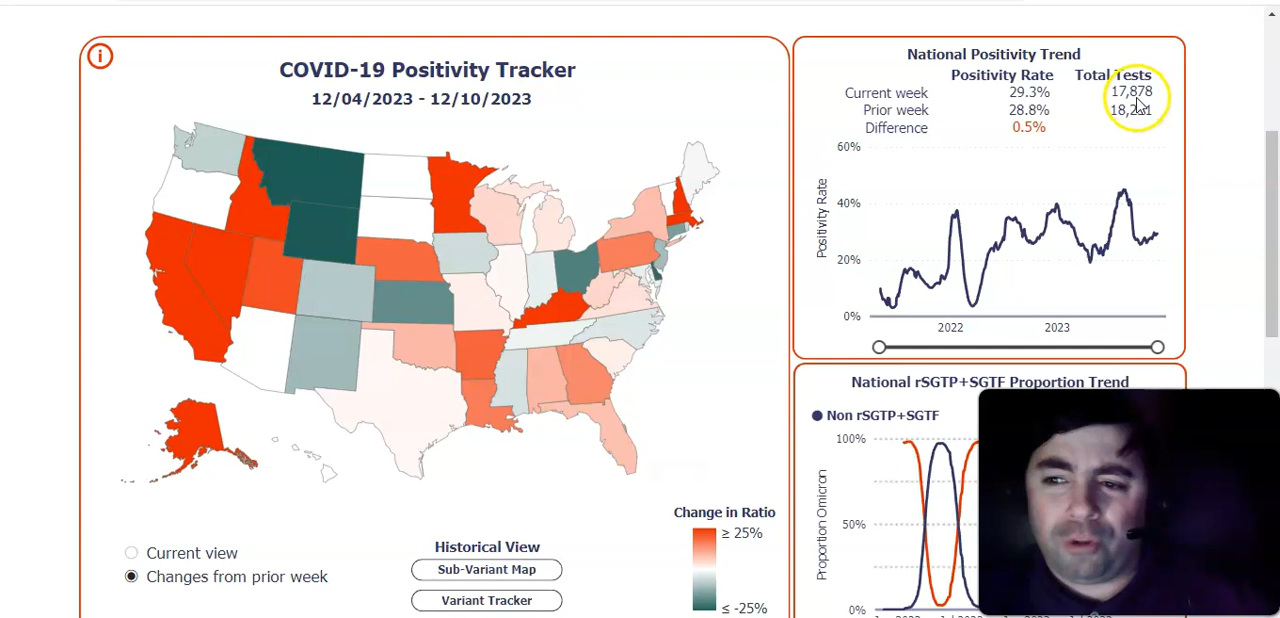 COVID-19 Positivity Tracker
12/04/2023 - 12/10/2023
National Positivity Trend
Positivity Rate Total Tests
Current week 29.3% 17,878
Prior week 28.8%
Difference 0.5%
60%
40%
20%
0%
Positivity Rate
2022 2023
National rSGTP+SGTF Proportion Trend
Non rSGTP+SGTF
100%
50%
0%
Proportion Omicron
Change in Ratio
≥ 25%
≤ -25%
Current view
Changes from prior week
Historical View
Sub-Variant Map
Variant Tracker